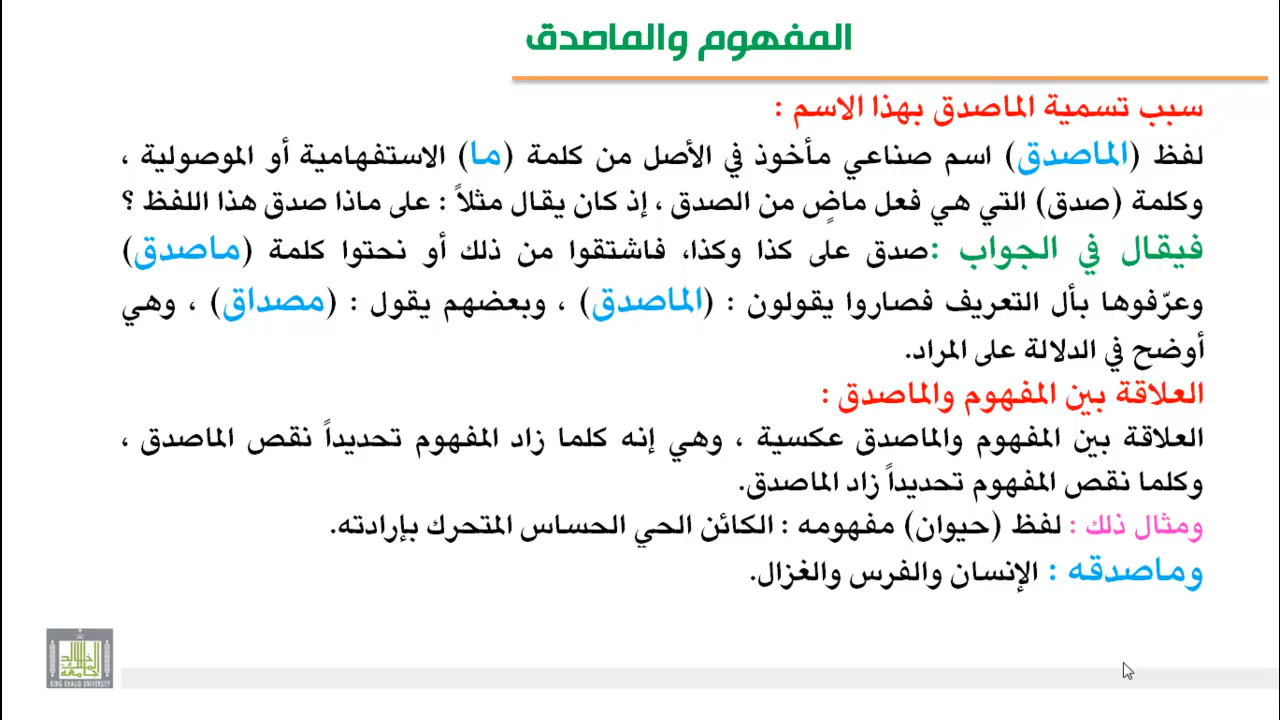 المفهوم والماصدق
سبب تسمية الماصدق بهذا الاسم :
لفظ (الماصدق) اسم صناعي مأخوذ في الأصل من كلمة (ما) الاستفهامية أو الموصولية ،
وكلمة (صدق) التي هي فعل ماضٍ من الصدق ، إذ كان يقال مثلاً : على ماذا صدق هذا اللفظ ؟
فيقال في الجواب :صدق على كذا وكذا، فاشتقوا من ذلك أو نحتوا كلمة (ماصدق)
وعرّفوها بأل التعريف فصاروا يقولون : (الماصدق) ، وبعضهم يقول : (مصداق) ، وهي
أوضح في الدلالة على المراد.
العلاقة بين المفهوم والماصدق :
العلاقة بين المفهوم والماصدق عكسية ، وهي إنه كلما زاد المفهوم تحديداً نقص الماصدق ،
وكلما نقص المفهوم تحديداً زاد الماصدق.
ومثال ذلك : لفظ (حيوان) مفهومه : الكائن الحي الحساس المتحرك بإرادته.
وماصدقه : الإنسان والفرس والغزال.
KING KHALID UNIVERSITY